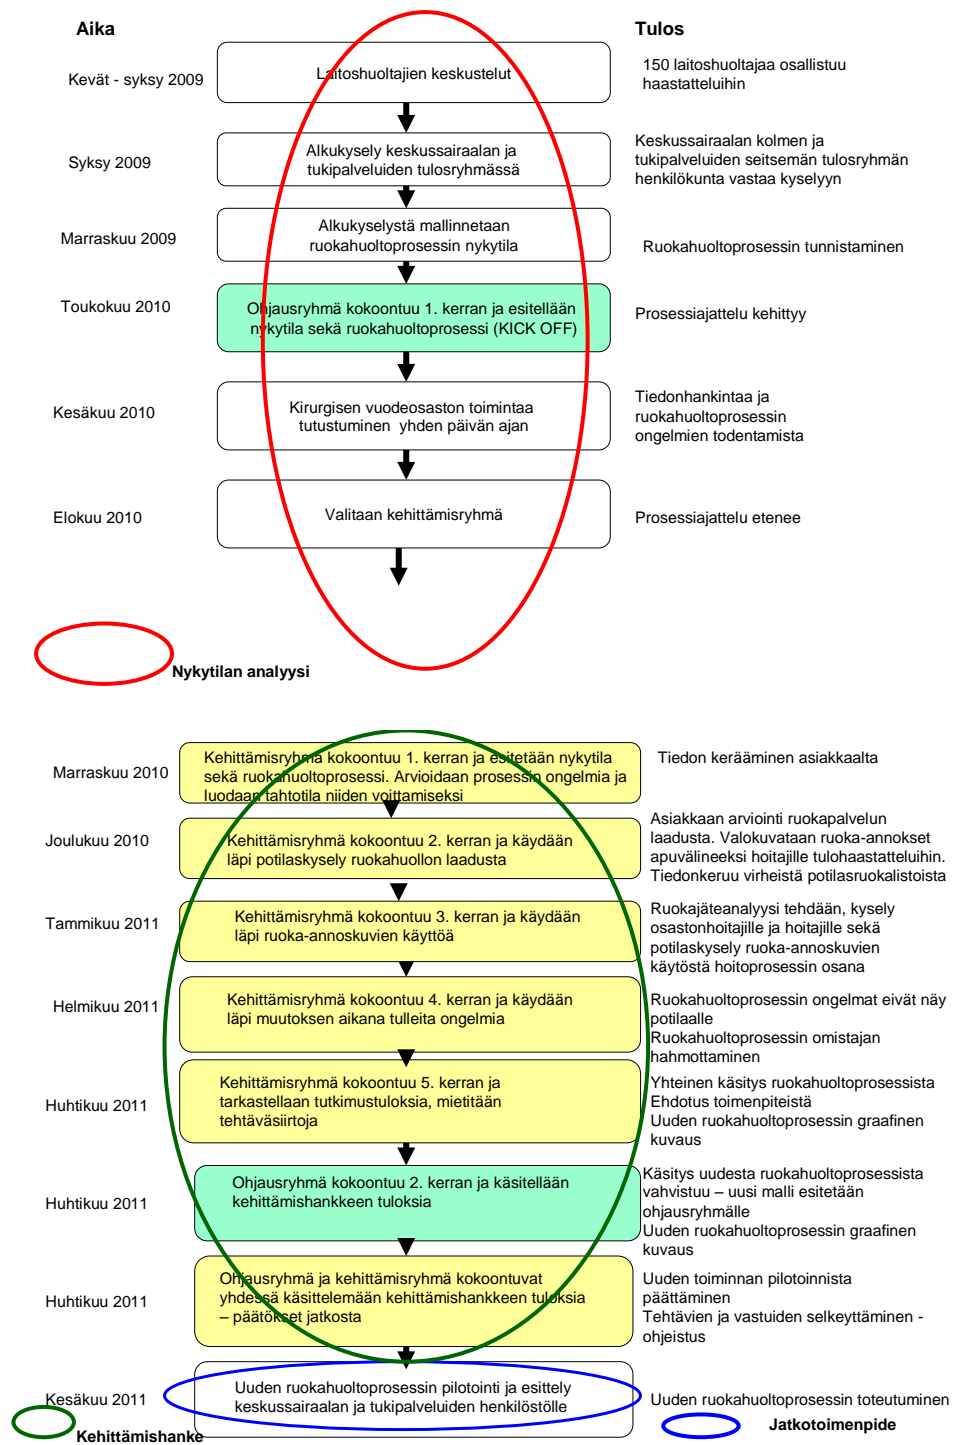 Aika
Tulos
Kevät - syksy 2009
Laitoshuoltajien keskustelut
150 laitoshuoltajaa osallistuu
haastatteluihin
Syksy 2009
Alkukysely keskussairaalan ja
tukipalveluiden tulosryhmässä
Keskussairaalan kolmen ja
tukipalveluiden seitsemän tulosryhmän
henkilökunta vastaa kyselyyn
Marraskuu 2009
Alkukyselystä mallinnetaan
ruokahuoltoprosessin nykytila
Ruokahuoltoprosessin tunnistaminen
Toukokuu 2010
Ohjausryhmä kokoontuu 1. kerran ja esitellään
nykytila sekä ruokahuoltoprosessi (KICK OFF)
Prosessiajattelu kehittyy
Kesäkuu 2010
Kirurgisen vuodeosaston toimintaa
tutustuminen yhden päivän ajan
Tiedonhankintaa ja
ruokahuoltoprosessin
ongelmien todentamista
Elokuu 2010
Valitaan kehittämisryhmä
Prosessiajattelu etenee
Nykytilan analyysi
Marraskuu 2010
Kehittämisryhmä kokoontuu 1. kerran ja esitetään nykytila
sekä ruokahuoltoprosessi. Arvioidaan prosessin ongelmia ja
luodaan tahtotila niiden voittamiseksi
Tiedon kerääminen asiakkaalta
Joulukuu 2010
Kehittämisryhmä kokoontuu 2. kerran ja käydään
läpi potilaskysely ruokahuollon laadusta
Asiakkaan arviointi ruokapalvelun
laadusta. Valokuvataan ruoka-annokset
apuvälineeksi hoitajille tulohaastatteluihin.
Tiedonkeruu virheistä potilasruokalistoista
Tammikuu 2011
Kehittämisryhmä kokoontuu 3. kerran ja käydään
läpi ruoka-annoskuvien käyttöä
Ruokajäteanalyysi tehdään, kysely
osastonhoitajille ja hoitajille sekä
potilaskysely ruoka-annoskuvien
käytöstä hoitoprosessin osana
Helmikuu 2011
Kehittämisryhmä kokoontuu 4. kerran ja käydään
läpi muutoksen aikana tulleita ongelmia
Ruokahuoltoprosessin ongelmat eivät näy
potilaalle
Ruokahuoltoprosessin omistajan
hahmottaminen
Huhtikuu 2011
Kehittämisryhmä kokoontuu 5. kerran ja
tarkastellaan tutkimustuloksia, mietitään
tehtäväsiirtoja
Yhteinen käsitys ruokahuoltoprosessista
Ehdotus toimenpiteistä
Uuden ruokahuoltoprosessin graafinen
kuvaus
Huhtikuu 2011
Ohjausryhmä kokoontuu 2. kerran ja käsitellään
kehittämishankkeen tuloksia
Käsitys uudesta ruokahuoltoprosessista
vahvistuu – uusi malli esitetään
ohjausryhmälle
Uuden ruokahuoltoprosessin graafinen
kuvaus
Huhtikuu 2011
Ohjausryhmä ja kehittämisryhmä kokoontuvat
yhdessä käsittelemään kehittämishankkeen tuloksia
– päätökset jatkosta
Uuden toiminnan pilotoinnista
päättäminen
Tehtävien ja vastuiden selkeyttäminen -
ohjeistus
Kesäkuu 2011
Uuden ruokahuoltoprosessin pilotointi ja esittely
keskussairaalan ja tukipalveluiden henkilöstölle
Uuden ruokahuoltoprosessin toteutuminen
Kehittämishanke
Jatkotoimenpide